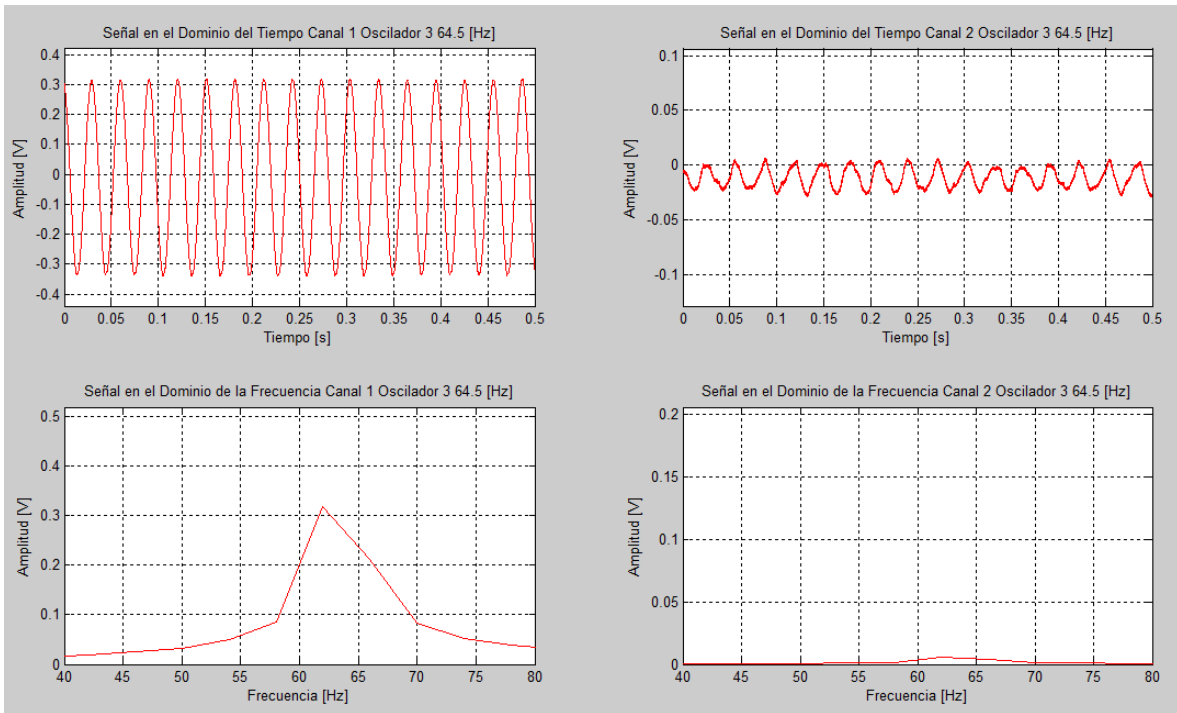 Señal en el Dominio del Tiempo Canal 1 Oscilador 3 64.5 [Hz]
Amplitud [V]
0.4
0.3
0.2
0.1
0
-0.1
-0.2
-0.3
-0.4
0 0.05 0.1 0.15 0.2 0.25 0.3 0.35 0.4 0.45 0.5
Tiempo [s]
Señal en el Dominio del Tiempo Canal 2 Oscilador 3 64.5 [Hz]
Amplitud [V]
0.1
0.05
0
-0.05
-0.1
0 0.05 0.1 0.15 0.2 0.25 0.3 0.35 0.4 0.45 0.5
Tiempo [s]
Señal en el Dominio de la Frecuencia Canal 1 Oscilador 3 64.5 [Hz]
Amplitud [V]
0.5
0.4
0.3
0.2
0.1
0
40 45 50 55 60 65 70 75 80
Frecuencia [Hz]
Señal en el Dominio de la Frecuencia Canal 2 Oscilador 3 64.5 [Hz]
Amplitud [V]
0.2
0.15
0.1
0.05
0
40 45 50 55 60 65 70 75 80
Frecuencia [Hz]